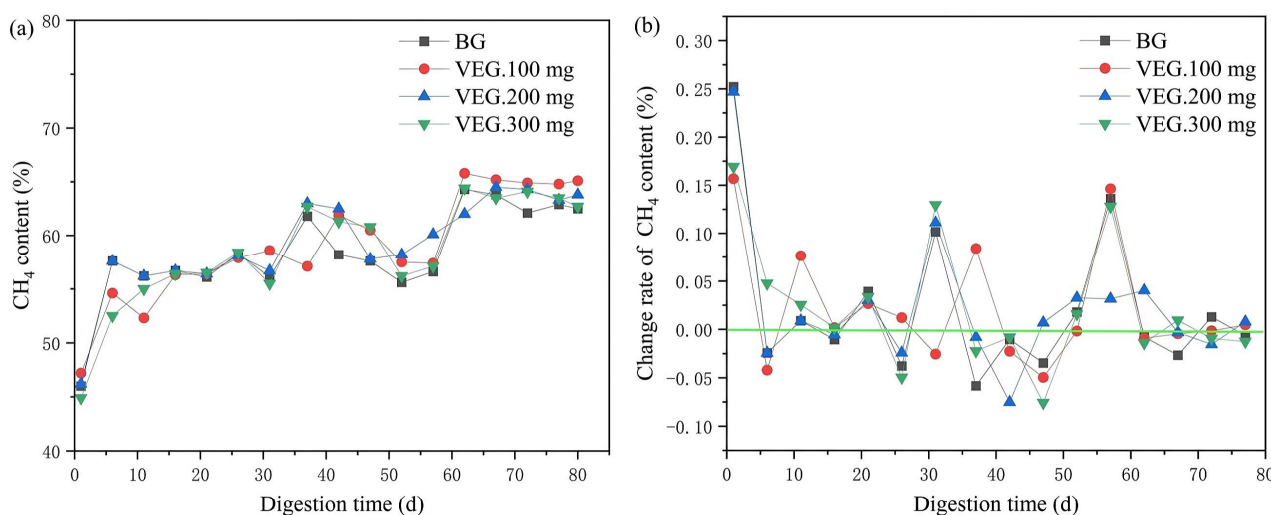 (a)
80
70
60
50
40
CH₄ content (%)
BG
VEG.100 mg
VEG.200 mg
VEG.300 mg
0 10 20 30 40 50 60 70 80
Digestion time (d)
(b)
0.30
0.25
0.20
0.15
0.10
0.05
0.00
−0.05
−0.10
Change rate of CH₄ content (%)
BG
VEG.100 mg
VEG.200 mg
VEG.300 mg
0 10 20 30 40 50 60 70 80
Digestion time (d)